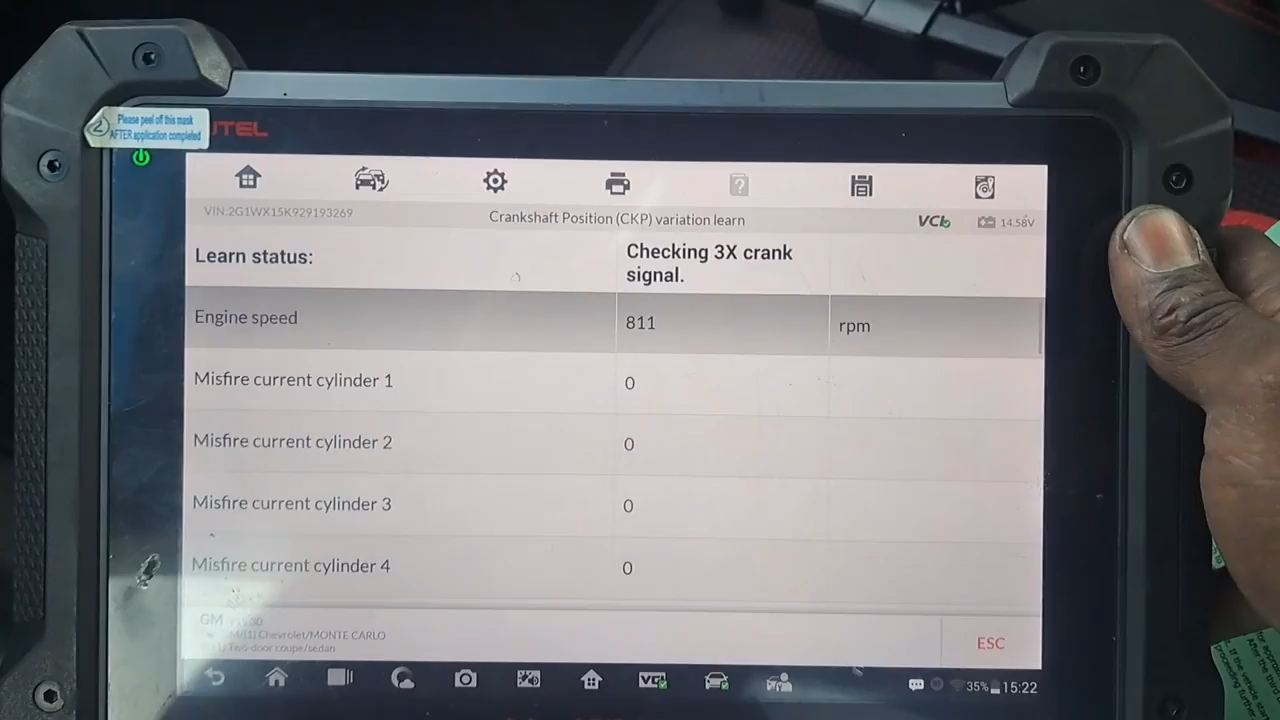 2 Please peel off this mask
AFTER application completed
UTEL
VIN:2G1WX15K929193269
Crankshaft Position (CKP) variation learn
VCI
14.58V
Learn status:
Checking 3X crank
signal.
Engine speed
811
rpm
Misfire current cylinder 1
0
Misfire current cylinder 2
0
Misfire current cylinder 3
0
Misfire current cylinder 4
0
GM
/(1) Chevrolet/MONTE CARLO
Two-door coupe/sedan
ESC
VCI
35%
15:22